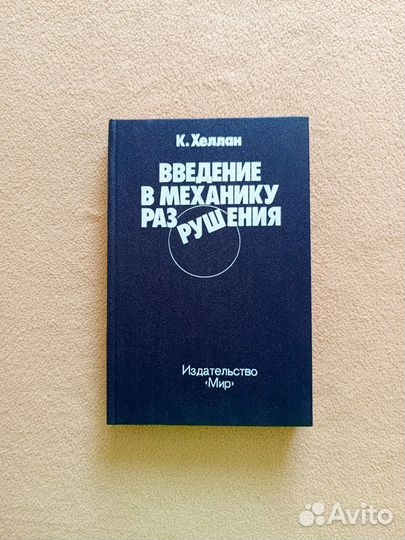 К. Хеллан
ВВЕДЕНИЕ
В МЕХАНИКУ
РАЗРУШЕНИЯ
Издательство
‹Мир›
Avito